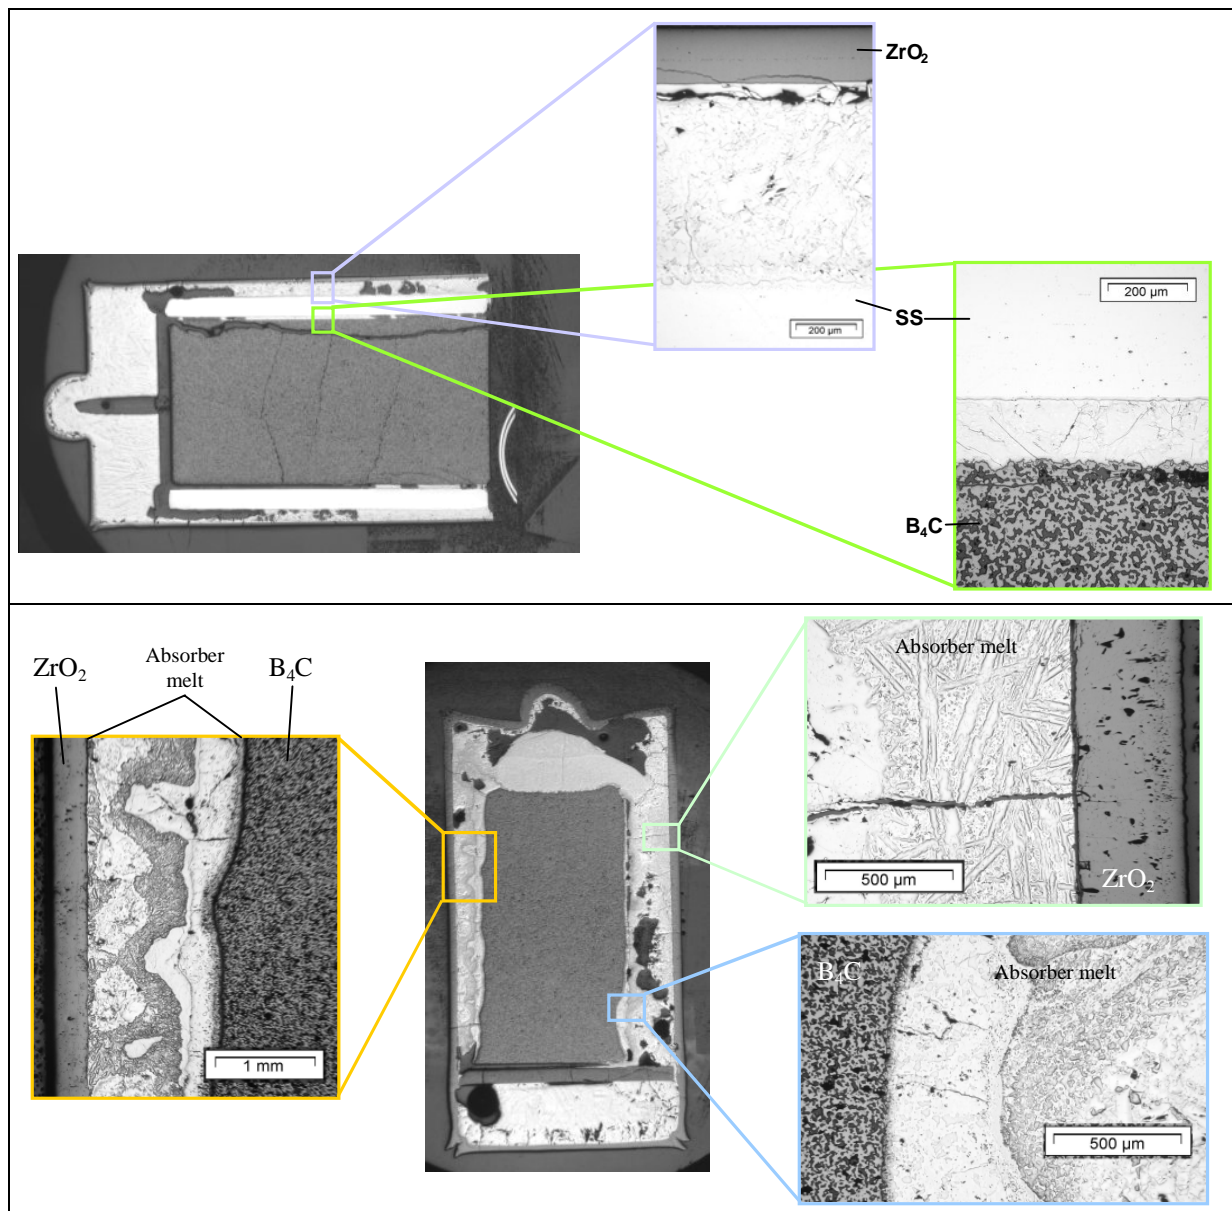 ZrO₂
200 µm
SS
200 µm
B₄C
ZrO₂
Absorber
melt
B₄C
1 mm
Absorber melt
500 µm
ZrO₂
B₄C
Absorber melt
500 µm